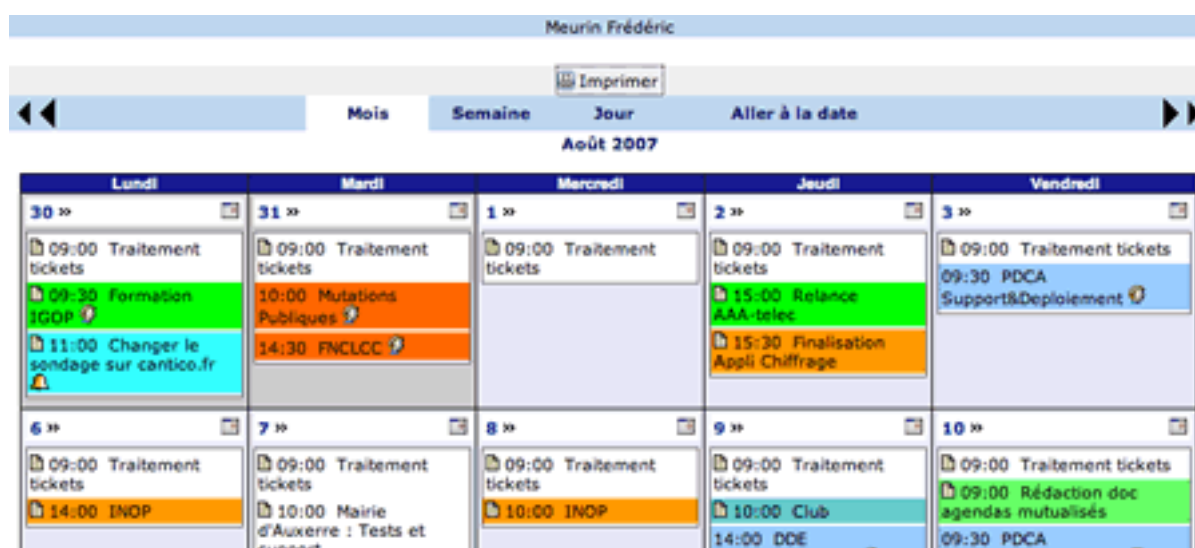 Meurin Frédéric
Imprimer
Mois Semaine Jour Aller à la date
Août 2007
Lundi Mardi Mercredi Jeudi Vendredi
30 » 31 » 1 » 2 » 3 »
09:00 Traitement
tickets
09:30 Formation
IGOP
11:00 Changer le
sondage sur cantico.fr
09:00 Traitement
tickets
10:00 Mutations
Publiques
14:30 FNCLCC
09:00 Traitement
tickets
09:00 Traitement
tickets
15:00 Relance
AAA-telec
15:30 Finalisation
Appli Chiffrage
09:00 Traitement tickets
09:30 PDCA
Support&Deploiement
6 » 7 » 8 » 9 » 10 »
09:00 Traitement
tickets
14:00 INOP
09:00 Traitement
tickets
10:00 Mairie
d'Auxerre : Tests et
support
09:00 Traitement
tickets
10:00 INOP
09:00 Traitement
tickets
10:00 Club
14:00 DDE
09:00 Traitement tickets
09:00 Rédaction doc
agendas mutualisés
09:30 PDCA